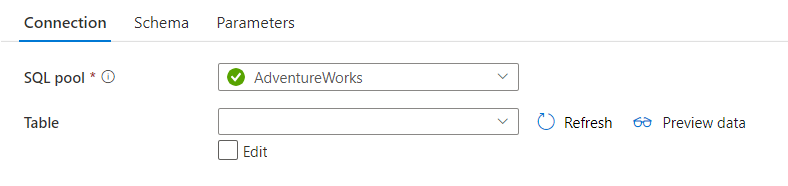 Connection Schema Parameters
SQL pool * AdventureWorks
Table Refresh Preview data
Edit